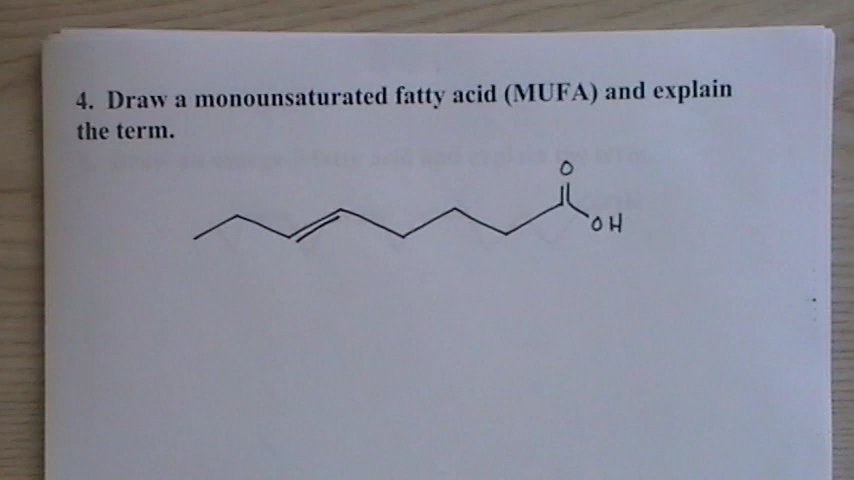 4. Draw a monounsaturated fatty acid (MUFA) and explain
the term.
O
OH